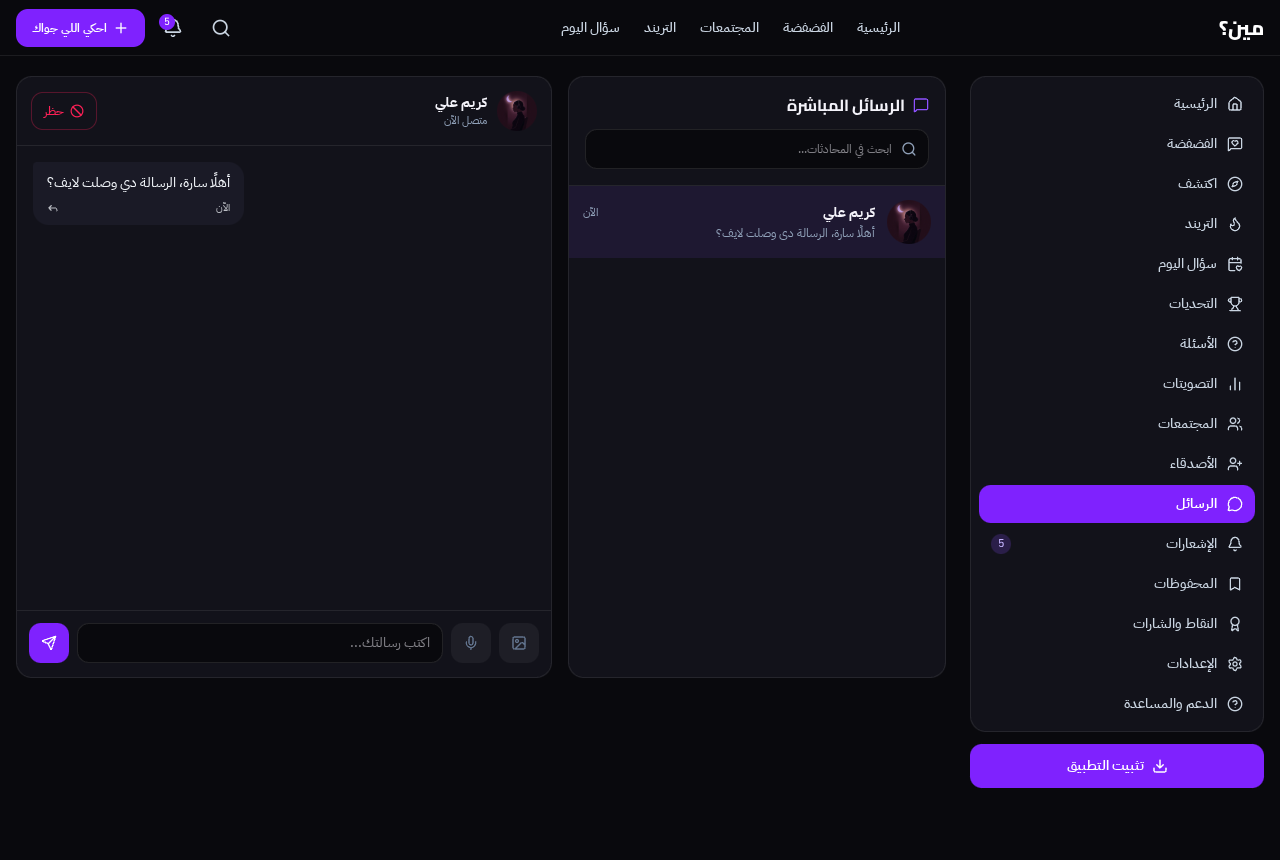 مين؟
الرئيسية
الفضفضة
المجتمعات
التريند
سؤال اليوم
5
احكي اللي جواك
الرئيسية
الفضفضة
اكتشف
التريند
سؤال اليوم
التحديات
الأسئلة
التصويتات
المجتمعات
الأصدقاء
الرسائل
الإشعارات
5
المحفوظات
النقاط والشارات
الإعدادات
الدعم والمساعدة
تثبيت التطبيق
الرسائل المباشرة
ابحث في المحادثات...
كريم علي
الآن
أهلًا سارة، الرسالة دي وصلت لايف؟
كريم علي
متصل الآن
حظر
أهلًا سارة، الرسالة دي وصلت لايف؟
الآن
اكتب رسالتك...